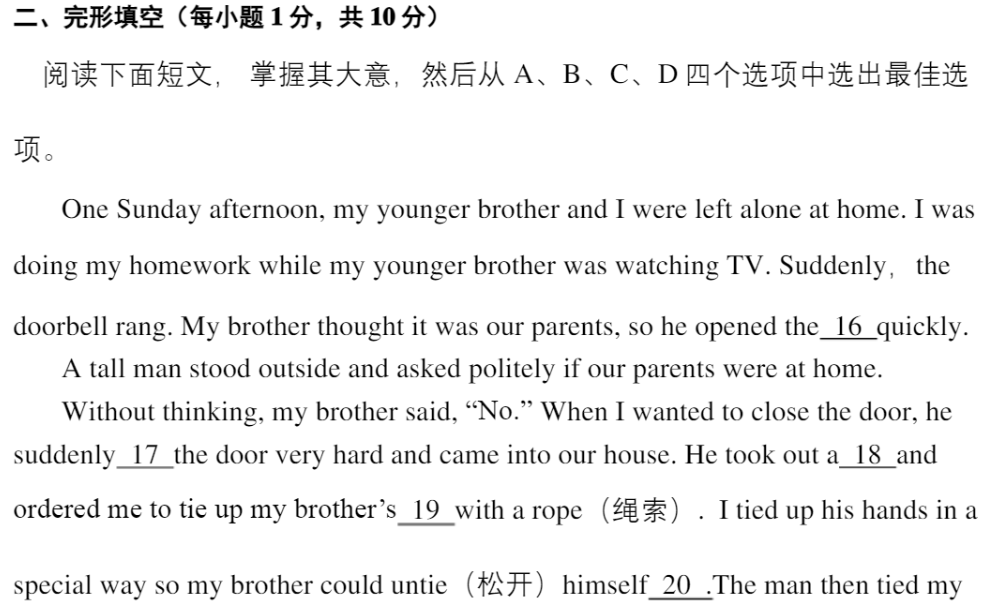 二、完形填空（每小题 1 分，共 10 分）
阅读下面短文， 掌握其大意，然后从 A、B、C、D 四个选项中选出最佳选
项。
One Sunday afternoon, my younger brother and I were left alone at home. I was
doing my homework while my younger brother was watching TV. Suddenly，the
doorbell rang. My brother thought it was our parents, so he opened the 16 quickly.
A tall man stood outside and asked politely if our parents were at home.
Without thinking, my brother said, “No.” When I wanted to close the door, he
suddenly 17 the door very hard and came into our house. He took out a 18 and
ordered me to tie up my brother’s 19 with a rope（绳索）. I tied up his hands in a
special way so my brother could untie（松开）himself 20 .The man then tied my